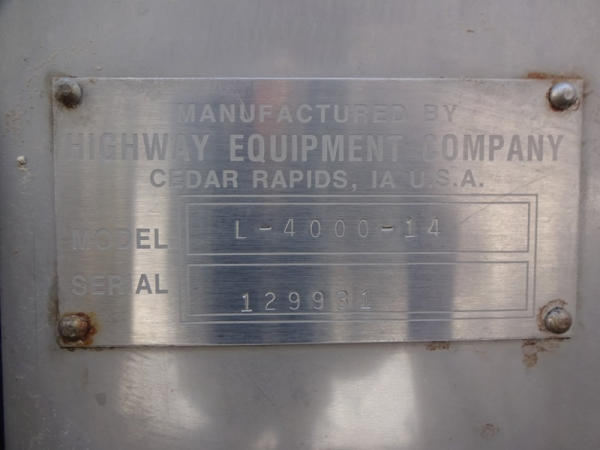 MANUFACTURED BY
HIGHWAY EQUIPMENT COMPANY
CEDAR RAPIDS, IA U.S.A.
MODEL L-4000-14
SERIAL 129931